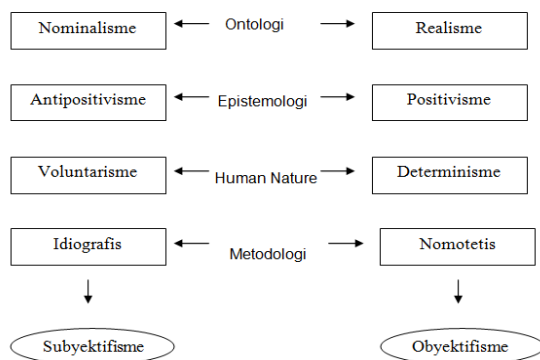 Nominalisme Ontologi Realisme
Antipositivisme Epistemologi Positivisme
Voluntarisme Human Nature Determinisme
Idiografis Metodologi Nomotetis
Subyektifisme Obyektifisme